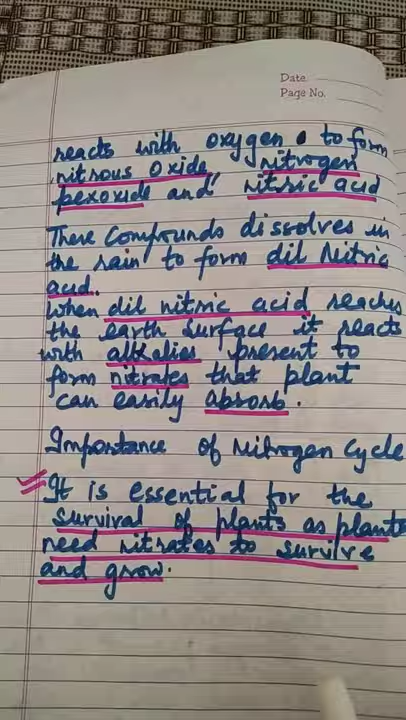 Date
Page No.
reacts with oxygen to form
nitrous oxide, nitrogen
peroxide and nitric acid
These Compounds dissolves in
the rain to form dil Nitric
acid.
When dil nitric acid reaches
the earth surface it reacts
with alkalies present to
form nitrates that plant
can easily absorb.
Importance of Nitrogen Cycle
It is essential for the
survival of plants as plants
need nitrates to survive
and grow.